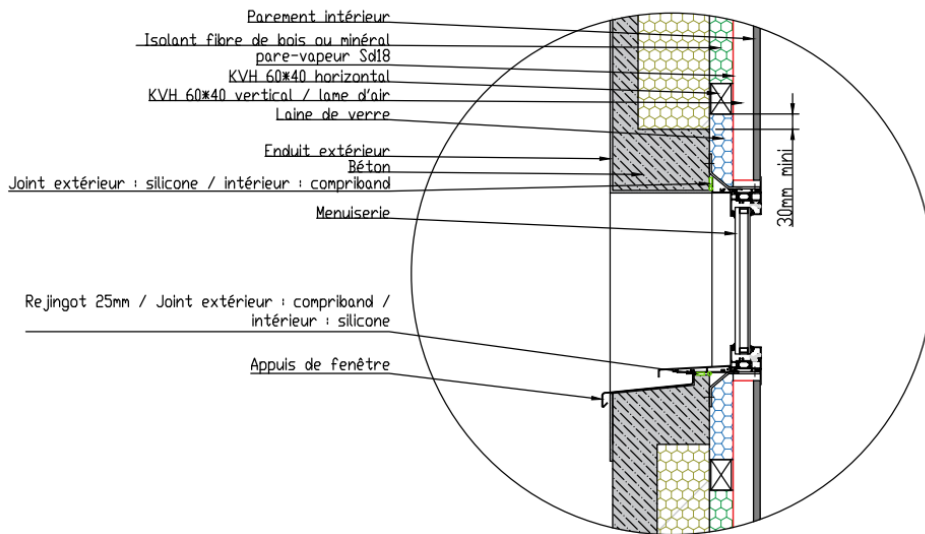 Parement intérieur
Isolant fibre de bois ou minéral
pare-vapeur Sd18
KVH 60*40 horizontal
KVH 60*40 vertical / lame d'air
Laine de verre
Enduit extérieur
Béton
Joint extérieur : silicone / intérieur : compriband
Menuiserie
30mm mini
Rejingot 25mm / Joint extérieur : compriband /
intérieur : silicone
Appuis de fenêtre